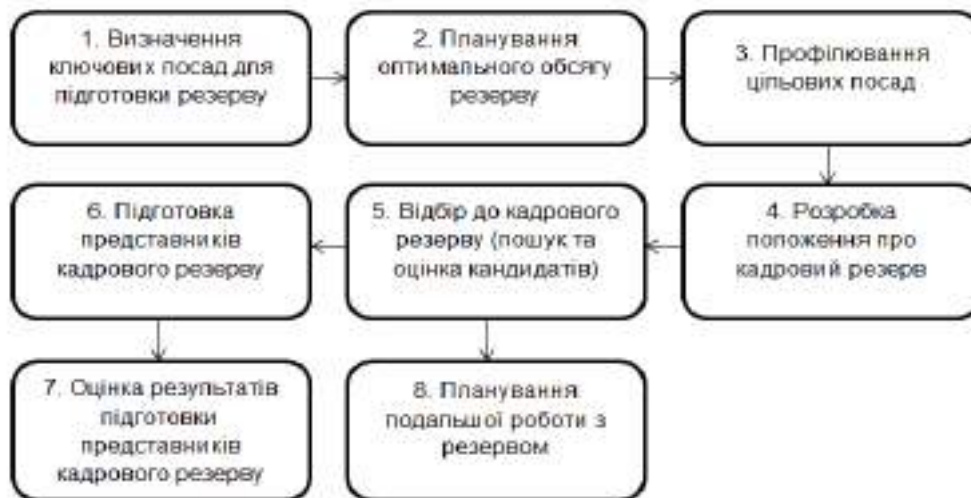 1. Визначення
ключових посад для
підготовки резерву
2. Планування
оптимального обсягу
резерву
3. Профілювання
цільових посад
4. Розробка
положення про
кадровий резерв
5. Відбір до кадрового
резерву (пошук та
оцінка кандидатів)
6. Підготовка
представників
кадрового резерву
7. Оцінка результатів
підготовки
представників
кадрового резерву
8. Планування
подальшої роботи з
резервом